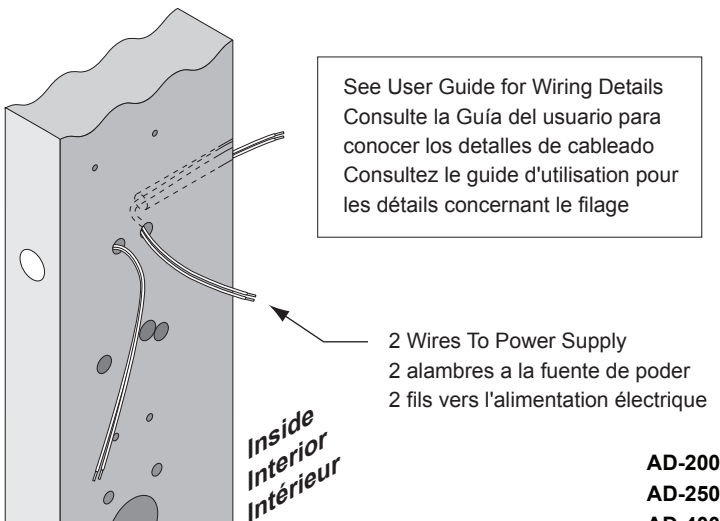 See User Guide for Wiring Details
Consulte la Guía del usuario para
conocer los detalles de cableado
Consultez le guide d'utilisation pour
les détails concernant le filage
2 Wires To Power Supply
2 alambres a la fuente de poder
2 fils vers l'alimentation électrique
Inside
Interior
Intérieur
AD-200
AD-250
AD-400